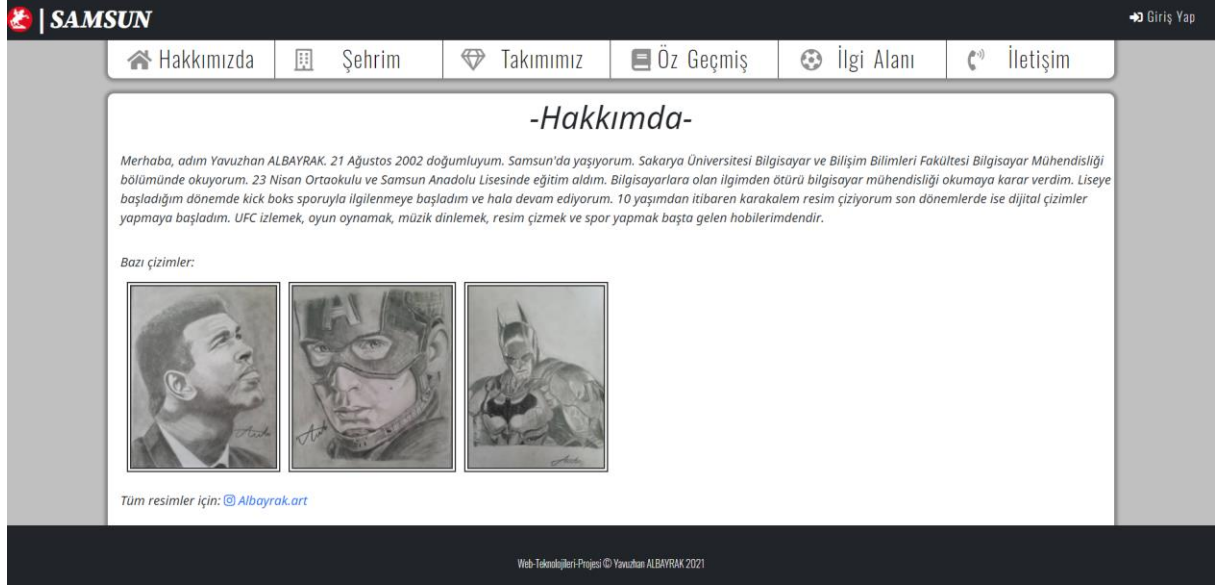 | SAMSUN
Giriş Yap
Hakkımızda
Şehrim
Takımımız
Öz Geçmiş
İlgi Alanı
İletişim
-Hakkımda-
Merhaba, adım Yavuzhan ALBAYRAK. 21 Ağustos 2002 doğumluyum. Samsun'da yaşıyorum. Sakarya Üniversitesi Bilgisayar ve Bilişim Bilimleri Fakültesi Bilgisayar Mühendisliği
bölümünde okuyorum. 23 Nisan Ortaokulu ve Samsun Anadolu Lisesinde eğitim aldım. Bilgisayarlara olan ilgimden ötürü bilgisayar mühendisliği okumaya karar verdim. Liseye
başladığım dönemde kick boks sporuyla ilgilenmeye başladım ve hala devam ediyorum. 10 yaşımdan itibaren karakalem resim çiziyorum son dönemlerde ise dijital çizimler
yapmaya başladım. UFC izlemek, oyun oynamak, müzik dinlemek, resim çizmek ve spor yapmak başta gelen hobilerimdendir.
Bazı çizimler:
A
Tüm resimler için: Albayrak.art
Web-Teknolojileri-Projesi © Yavuzhan ALBAYRAK 2021